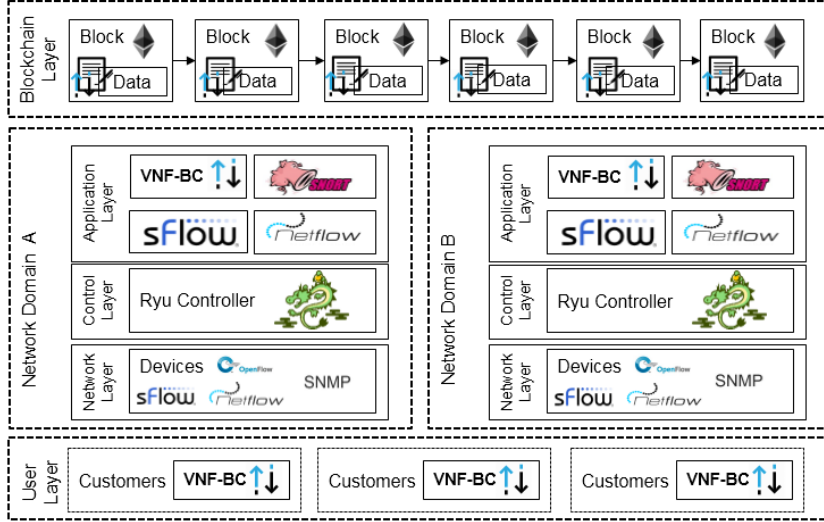 Blockchain Layer
Block
Data
Block
Data
Block
Data
Block
Data
Block
Data
Block
Data
Network Domain A
Application Layer
VNF-BC
SNORT
sFlow
netflow
Control Layer
Ryu Controller
Network Layer
Devices
OpenFlow
sFlow
netflow
SNMP
Network Domain B
Application Layer
VNF-BC
SNORT
sFlow
netflow
Control Layer
Ryu Controller
Network Layer
Devices
OpenFlow
sFlow
netflow
SNMP
User Layer
Customers
VNF-BC
Customers
VNF-BC
Customers
VNF-BC